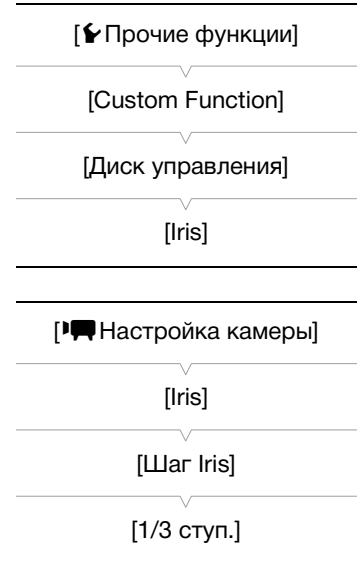 [Прочие функции]
[Custom Function]
[Диск управления]
[Iris]
[Настройка камеры]
[Iris]
[Шаг Iris]
[1/3 ступ.]